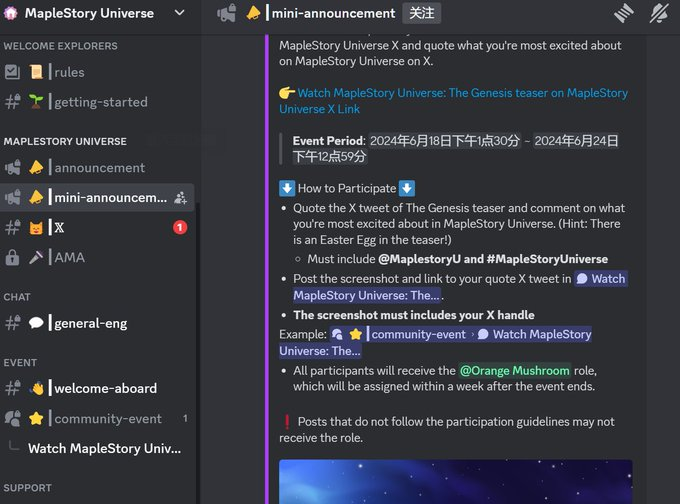 MapleStory Universe
WELCOME EXPLORERS
rules
getting-started
MAPLESTORY UNIVERSE
announcement
mini-announcem...
X
1
AMA
CHAT
general-eng
EVENT
welcome-aboard
community-event 1
Watch MapleStory Univ...
SUPPORT
mini-announcement 关注
MapleStory Universe X and quote what you're most excited about
on MapleStory Universe on X.
👉Watch MapleStory Universe: The Genesis teaser on MapleStory
Universe X Link
Event Period: 2024年6月18日下午1点30分 ~ 2024年6月24日
下午12点59分
⬇️ How to Participate ⬇️
• Quote the X tweet of The Genesis teaser and comment on what
you're most excited about in MapleStory Universe. (Hint: There
is an Easter Egg in the teaser!)
◦ Must include @MaplestoryU and #MapleStoryUniverse
• Post the screenshot and link to your quote X tweet in Watch
MapleStory Universe: The... .
• The screenshot must includes your X handle
Example: ⭐|community-event › Watch MapleStory
Universe: The...
• All participants will receive the @Orange Mushroom role,
which will be assigned within a week after the event ends.
❗ Posts that do not follow the participation guidelines may not
receive the role.